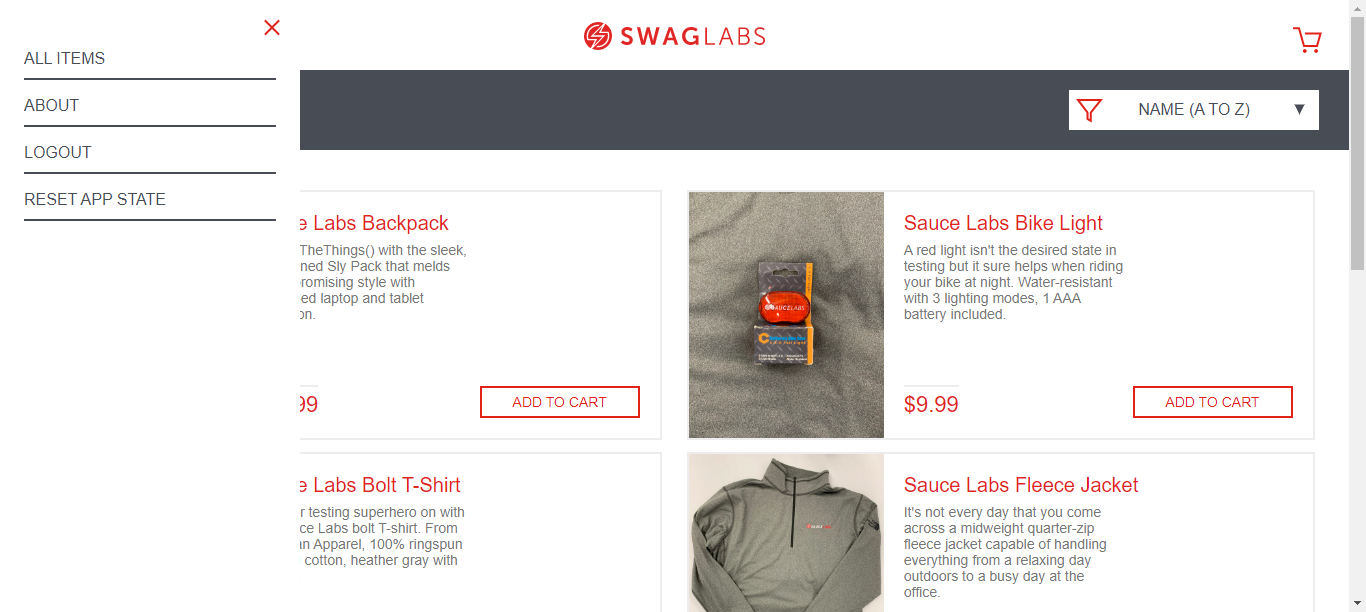 ALL ITEMS
ABOUT
LOGOUT
RESET APP STATE
SWAGLABS
NAME (A TO Z)
e Labs Backpack
TheThings() with the sleek,
ned Sly Pack that melds
romising style with
ed laptop and tablet
on.
99
ADD TO CART
SAUCELABS
Sauce Labs Bike Light
A red light isn't the desired state in
testing but it sure helps when riding
your bike at night. Water-resistant
with 3 lighting modes, 1 AAA
battery included.
$9.99
ADD TO CART
e Labs Bolt T-Shirt
r testing superhero on with
ce Labs bolt T-shirt. From
an Apparel, 100% ringspun
cotton, heather gray with
Sauce Labs Fleece Jacket
It's not every day that you come
across a midweight quarter-zip
fleece jacket capable of handling
everything from a relaxing day
outdoors to a busy day at the
office.